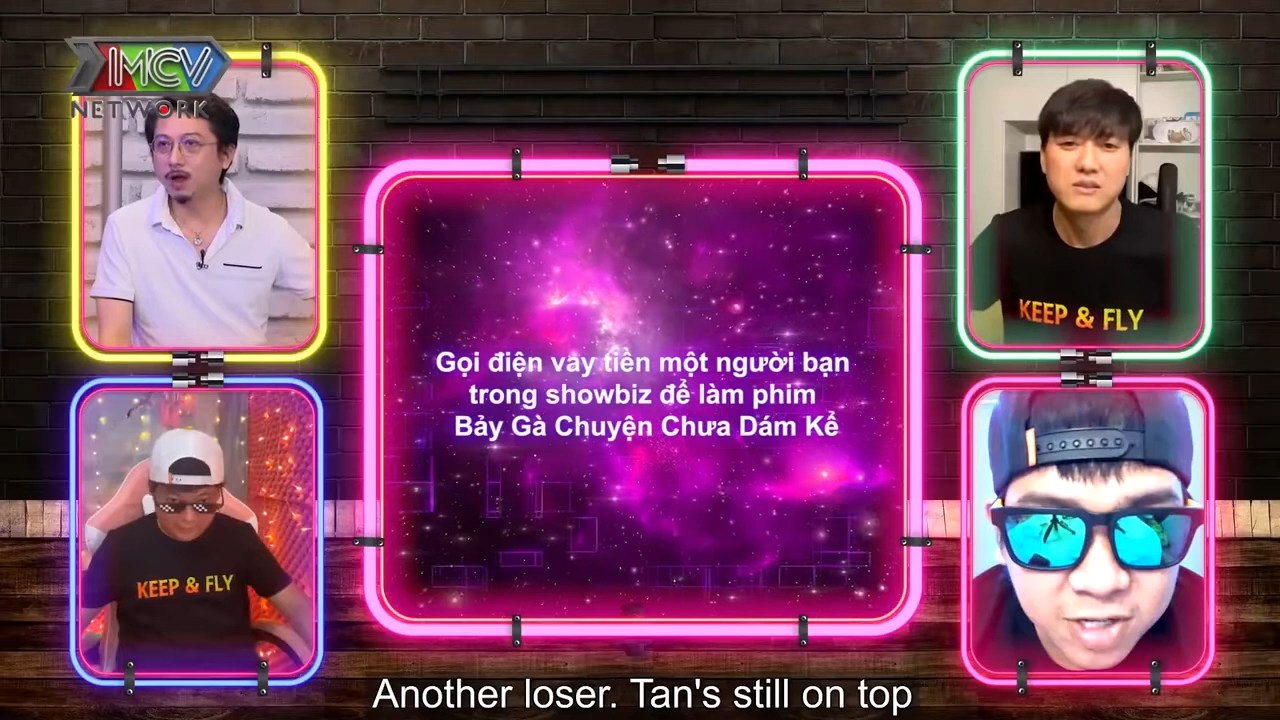 MCV
NETWORK
Gọi điện vay tiền một người bạn
trong showbiz để làm phim
Bảy Gà Chuyện Chưa Dám Kể
KEEP & FLY
KEEP & FLY
Another loser. Tan's still on top